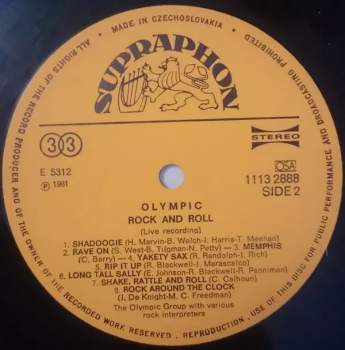 MADE IN CZECHOSLOVAKIA
ALL RIGHTS OF THE RECORD PRODUCER AND OF THE OWNER OF THE RECORDED WORK RESERVED . REPRODUCTION . USE OF THIS DISC FOR PUBLIC PERFORMANCE AND BROADCASTING PROHIBITED
SUPRAPHON
33
STEREO
E 5312
OSA
℗ 1981
1113 2888
SIDE 2
OLYMPIC
ROCK AND ROLL
(Live recording)
1. SHADOOGIE (H. Marvin-B. Welch-J. Harris-T. Meehan)
2. RAVE ON (S. West-B. Tilgman-N. Petty) - 3. MEMPHIS
(C. Berry) - 4. YAKETY SAX (B. Randolph-J. Rich)
5. RIP IT UP (R. Blackwell-J. Marascalco)
6. LONG TALL SALLY (E. Johnson-R. Blackwell-R. Penniman)
7. SHAKE, RATTLE AND ROLL (C. Calhoun)
8. ROCK AROUND THE CLOCK
(J. De Knight-M. C. Freedman)
The Olympic Group with various
rock interpreters